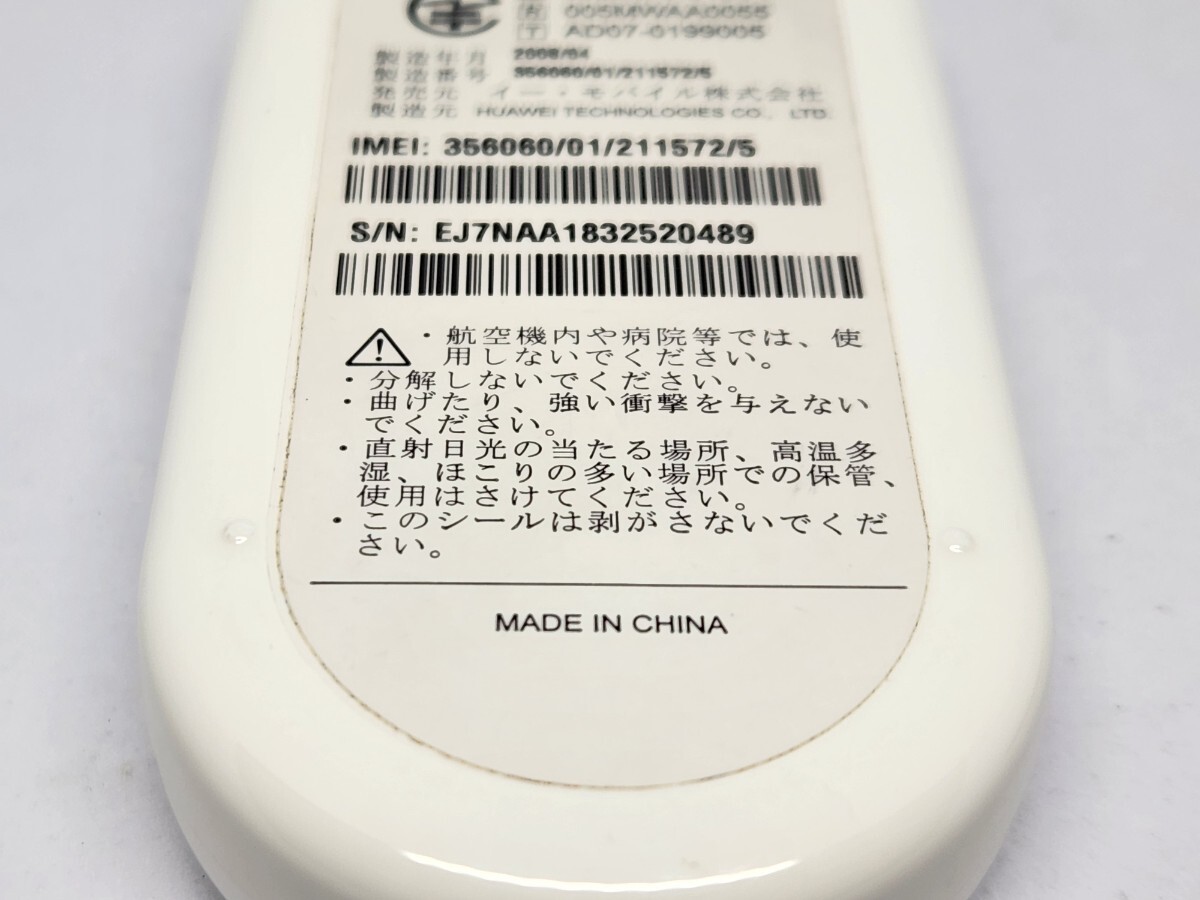 R 005MWAA0055
T AD07-0199005
製造年月 2008/04
製造番号 356060/01/211572/5
発売元 イー・モバイル株式会社
製造元 HUAWEI TECHNOLOGIES CO., LTD.
IMEI: 356060/01/211572/5
S/N: EJ7NAA1832520489
・航空機内や病院等では、使
用しないでください。
・分解しないでください。
・曲げたり、強い衝撃を与えない
でください。
・直射日光の当たる場所、高温多
湿、ほこりの多い場所での保管、
使用はさけてください。
・このシールは剥がさないでくだ
さい。
MADE IN CHINA